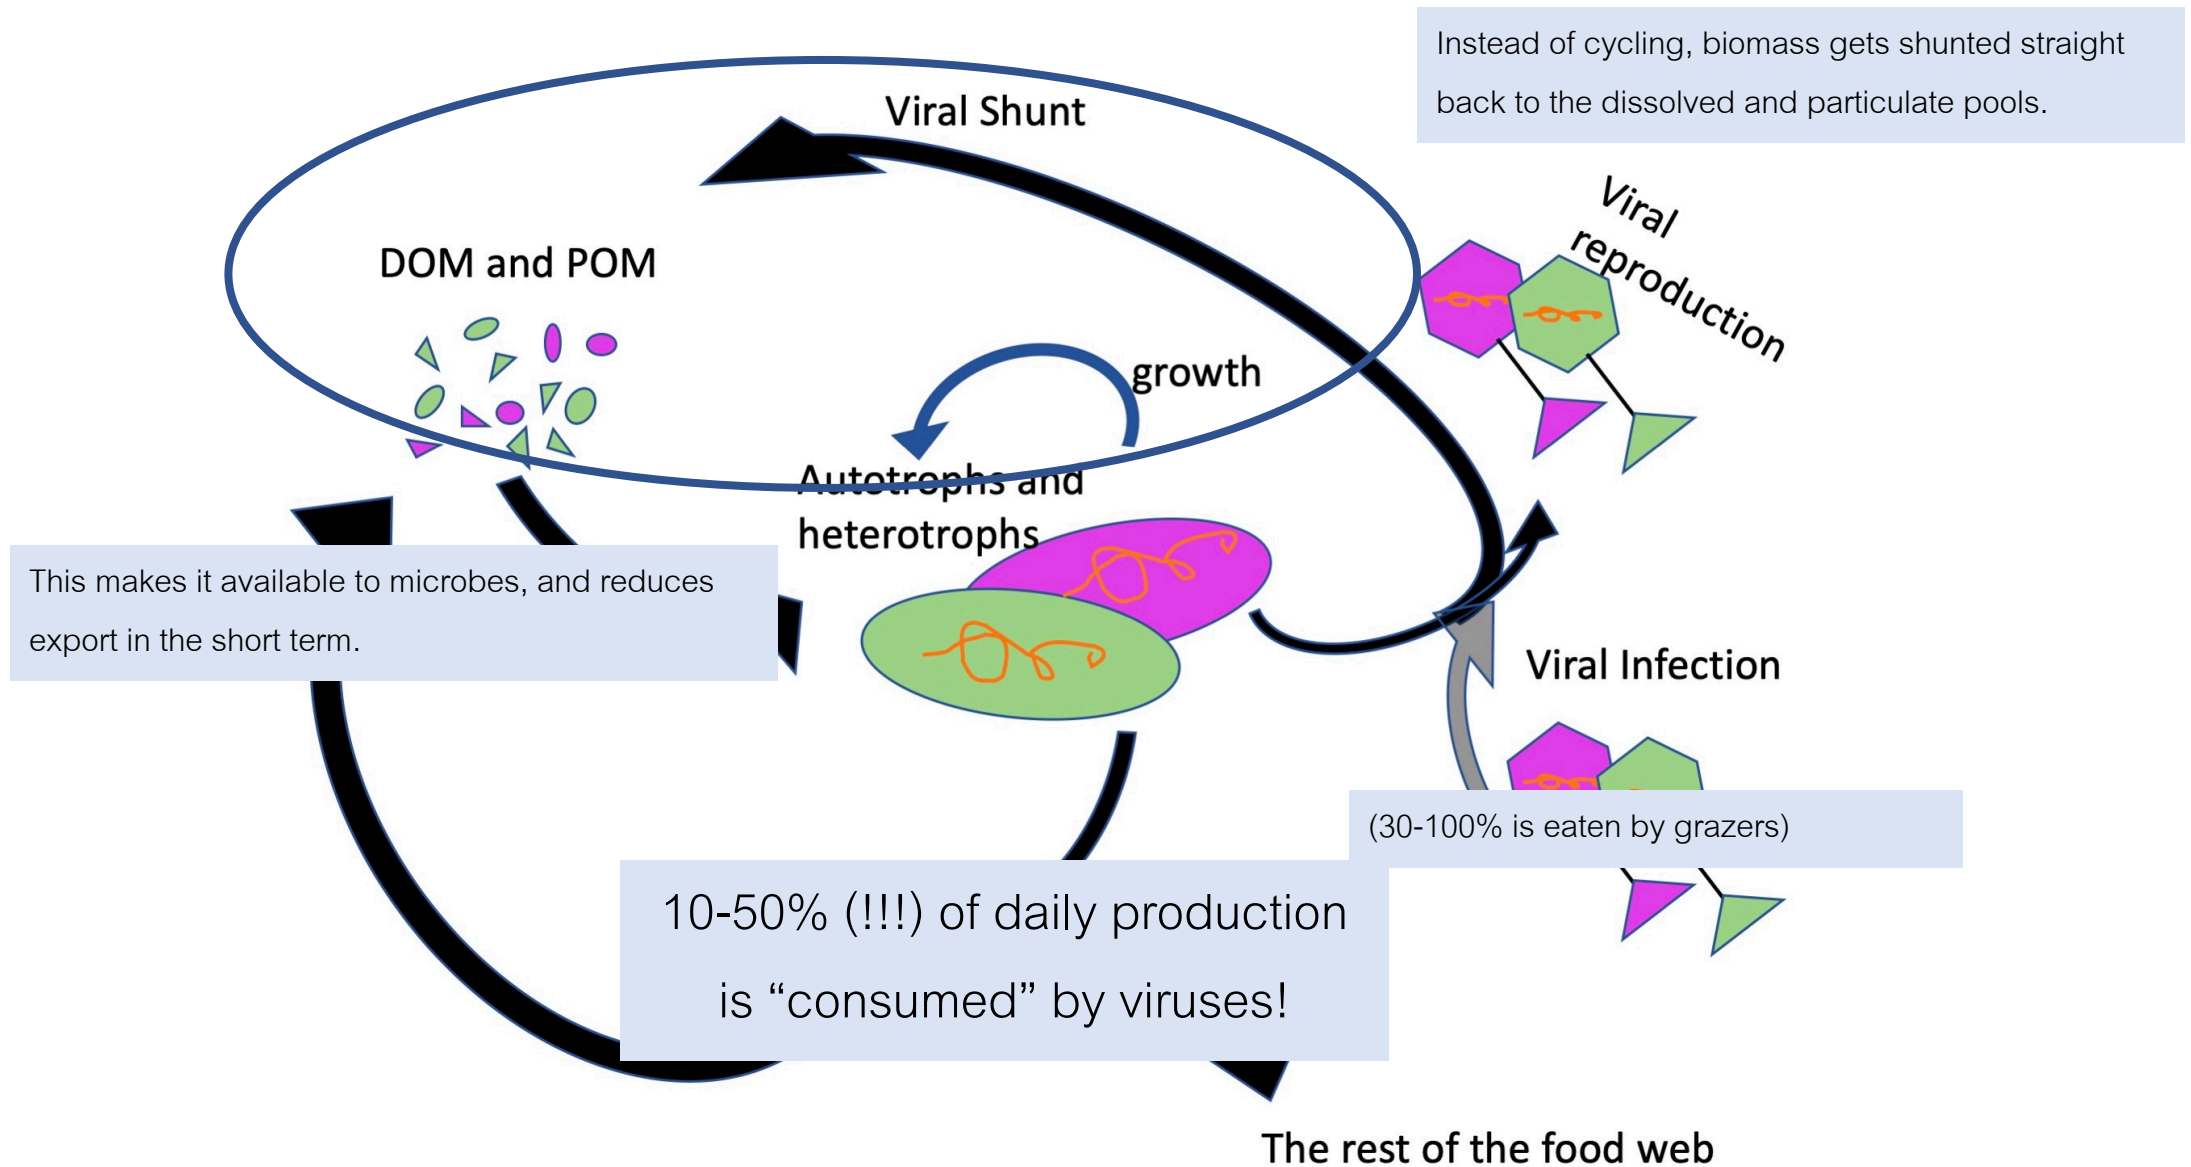 Instead of cycling, biomass gets shunted straight
back to the dissolved and particulate pools.
Viral Shunt
Viral
reproduction
DOM and POM
growth
Autotrophs and
heterotrophs
This makes it available to microbes, and reduces
export in the short term.
Viral Infection
(30-100% is eaten by grazers)
10-50% (!!!) of daily production
is “consumed” by viruses!
The rest of the food web